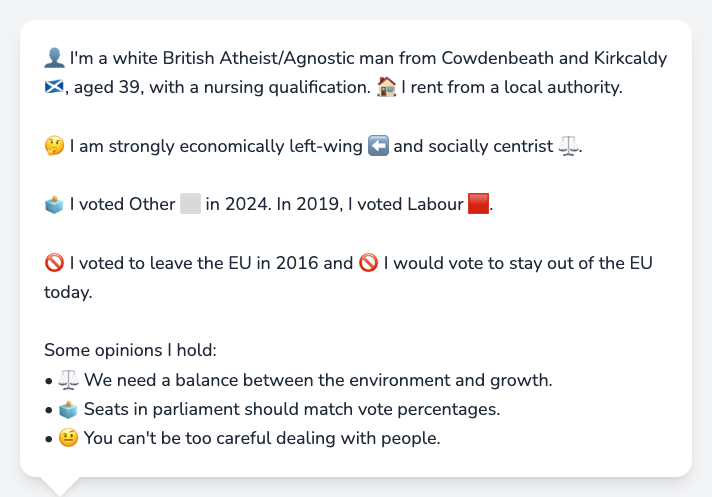 👤 I'm a white British Atheist/Agnostic man from Cowdenbeath and Kirkcaldy
🏴󠁧󠁢󠁳󠁣󠁴󠁿, aged 39, with a nursing qualification. 🏠 I rent from a local authority.
🤔 I am strongly economically left-wing ⬅️ and socially centrist ⚖️.
🗳️ I voted Other ⬜ in 2024. In 2019, I voted Labour 🟥.
🚫 I voted to leave the EU in 2016 and 🚫 I would vote to stay out of the EU
today.
Some opinions I hold:
• ⚖️ We need a balance between the environment and growth.
• 🗳️ Seats in parliament should match vote percentages.
• 🤨 You can't be too careful dealing with people.